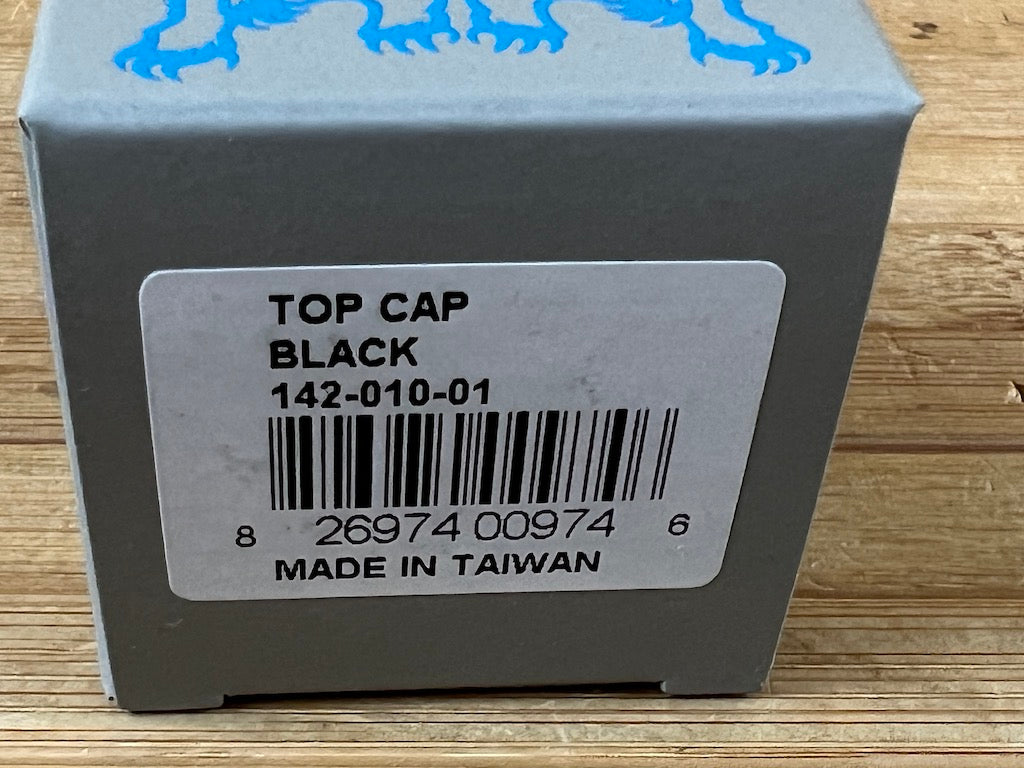 TOP CAP
BLACK
142-010-01
8 26974 00974 6
MADE IN TAIWAN